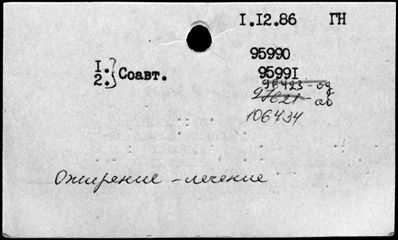 I.I2.86 ГН
95990
I.
2.} Соавт.
9599I
106434
Ожирение - лечение